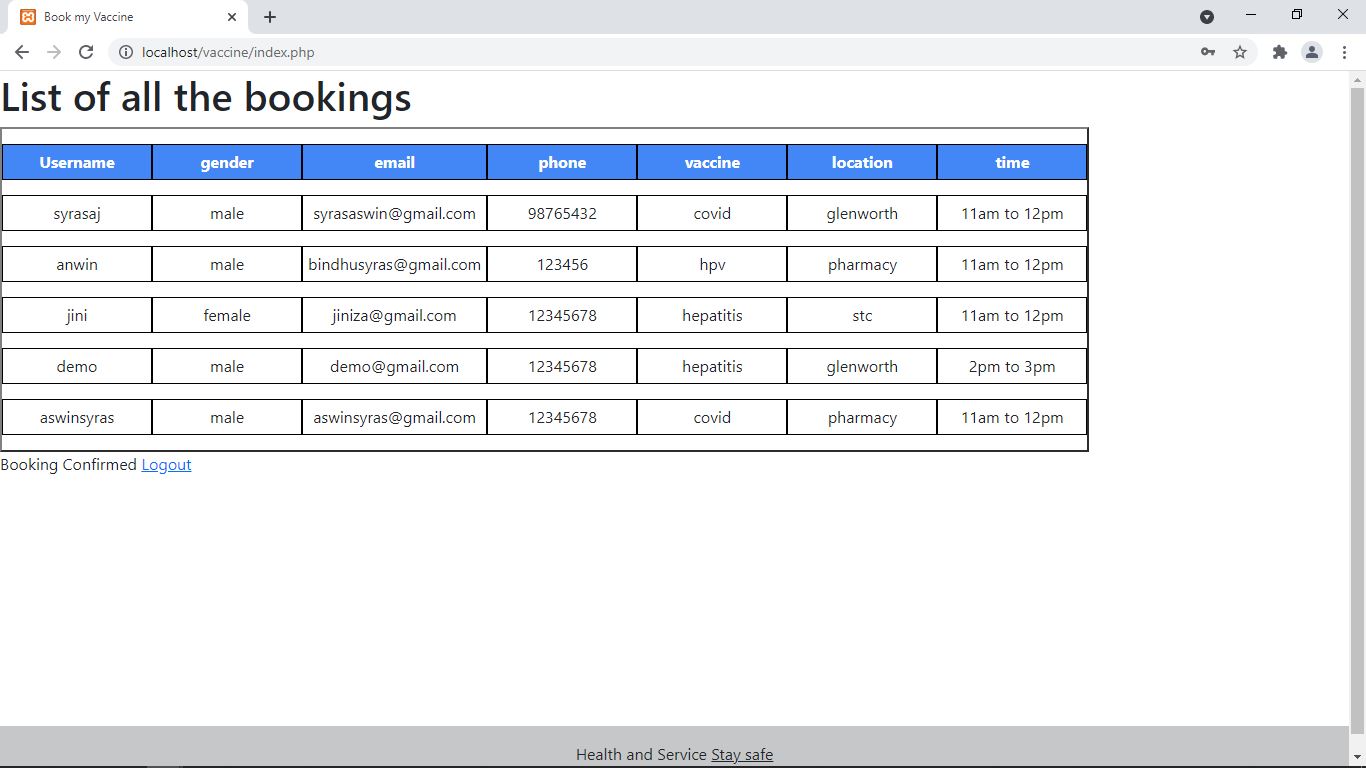 Book my Vaccine
localhost/vaccine/index.php
List of all the bookings
Username gender email phone vaccine location time
syrasaj male syrasaswin@gmail.com 98765432 covid glenworth 11am to 12pm
anwin male bindhusyras@gmail.com 123456 hpv pharmacy 11am to 12pm
jini female jiniza@gmail.com 12345678 hepatitis stc 11am to 12pm
demo male demo@gmail.com 12345678 hepatitis glenworth 2pm to 3pm
aswinsyras male aswinsyras@gmail.com 12345678 covid pharmacy 11am to 12pm
Booking Confirmed Logout
Health and Service Stay safe